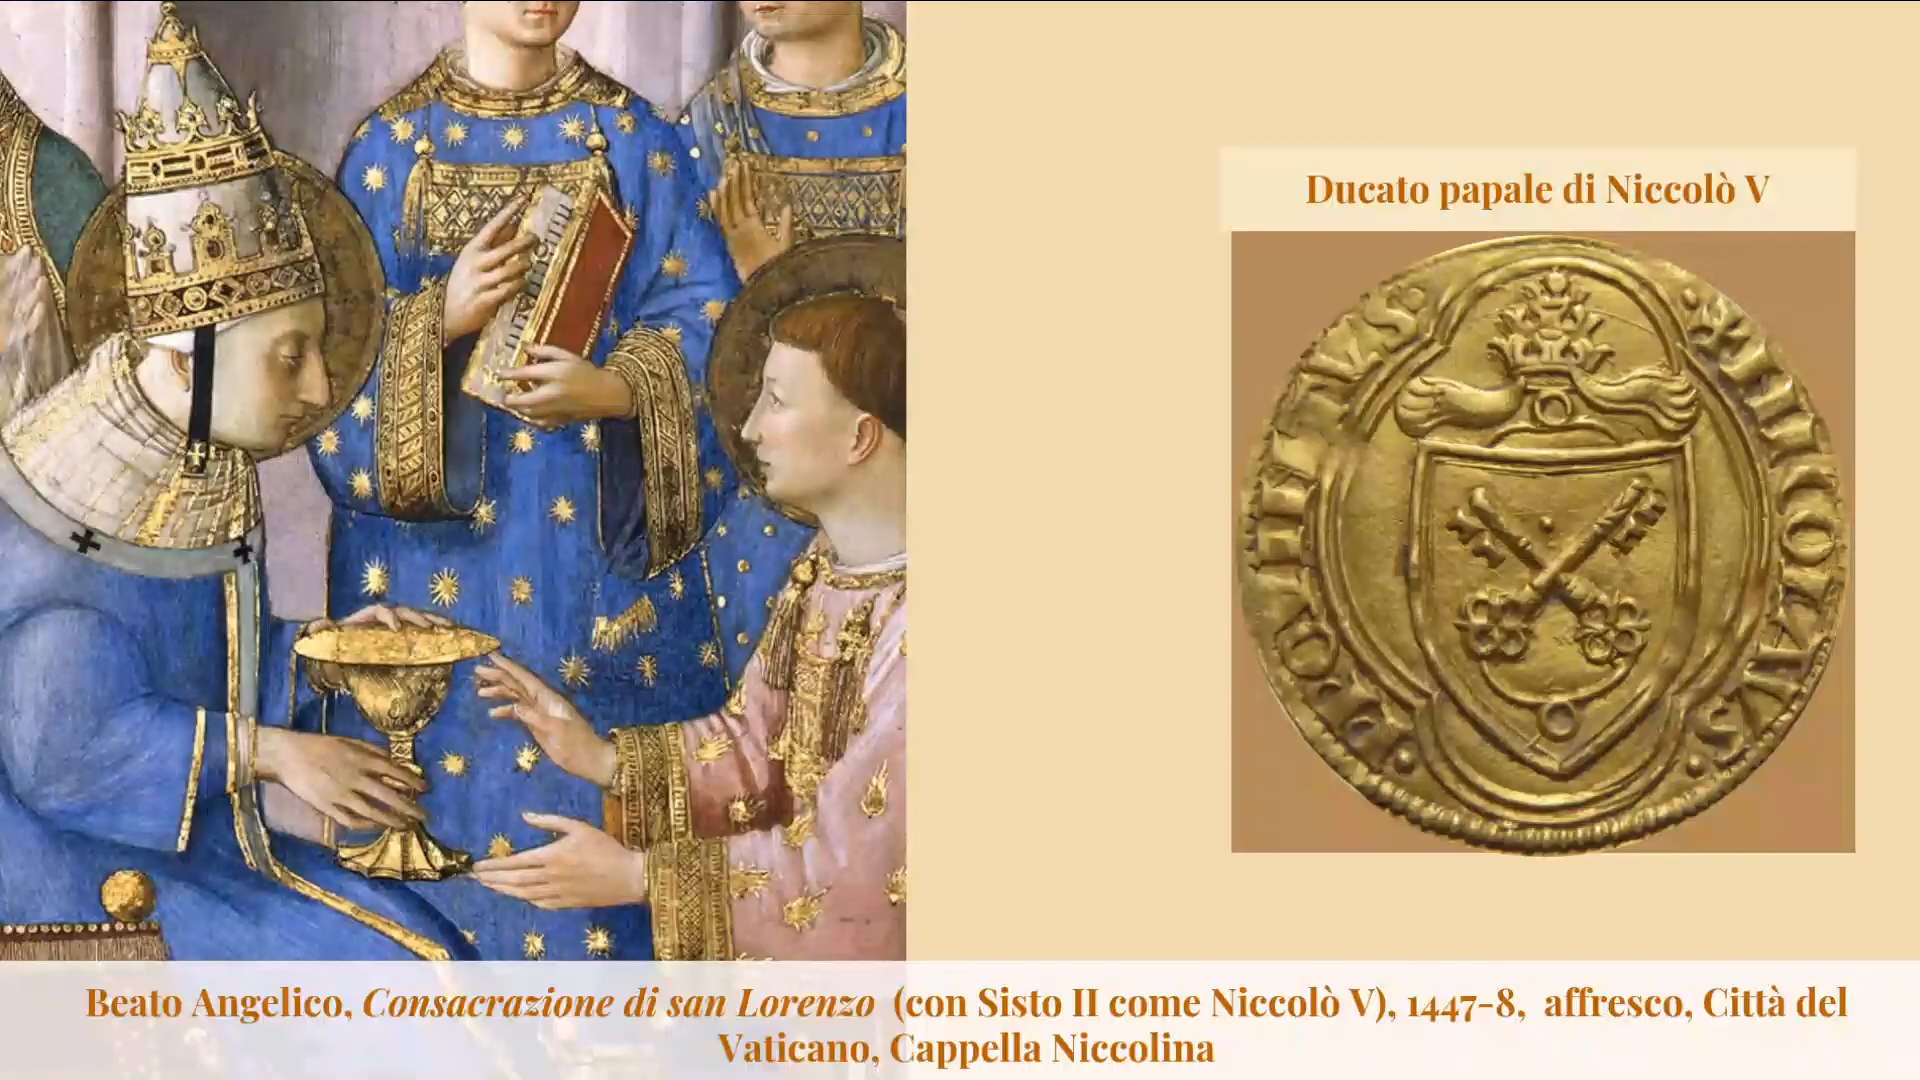 Ducato papale di Niccolò V
Beato Angelico, Consacrazione di san Lorenzo (con Sisto II come Niccolò V), 1447-8, affresco, Città del
Vaticano, Cappella Niccolina